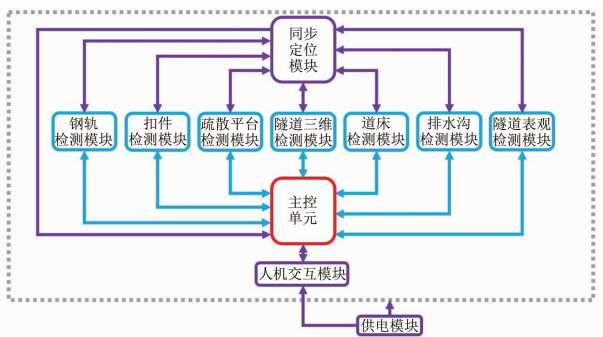 同步
定位
模块
钢轨
检测模块
扣件
检测模块
疏散平台
检测模块
隧道三维
检测模块
道床
检测模块
排水沟
检测模块
隧道表观
检测模块
主控
单元
人机交互模块
供电模块